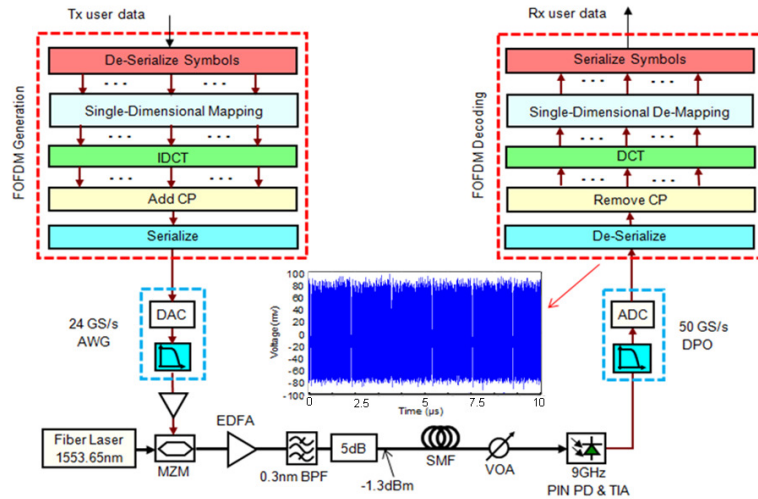 Tx user data
De-Serialize Symbols
Single-Dimensional Mapping
IDCT
Add CP
Serialize
FOFDM Generation
24 GS/s
AWG
DAC
Fiber Laser
1553.65nm
MZM
EDFA
0.3nm BPF
5dB
-1.3dBm
SMF
VOA
9GHz
PIN PD & TIA
100
80
60
40
20
0
-20
-40
-60
-80
-100
Voltage (mv)
0
2.5
5
7.5
10
Time (µs)
Rx user data
Serialize Symbols
Single-Dimensional De-Mapping
DCT
Remove CP
De-Serialize
FOFDM Decoding
ADC
50 GS/s
DPO